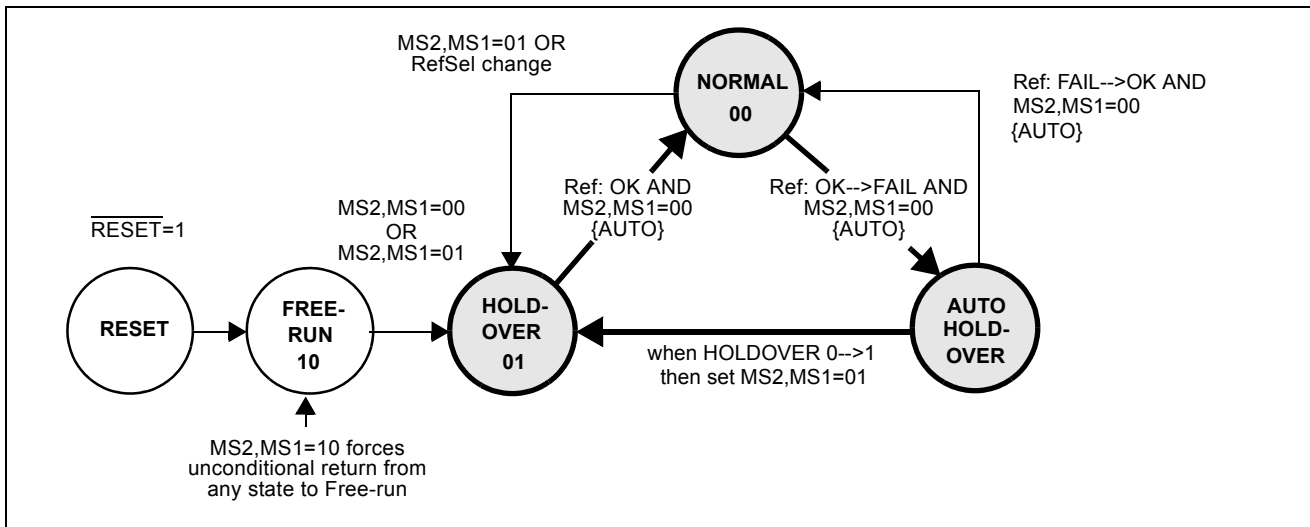 MS2,MS1=01 OR
RefSel change
NORMAL
00
Ref: FAIL-->OK AND
MS2,MS1=00
{AUTO}
Ref: OK AND
MS2,MS1=00
{AUTO}
Ref: OK-->FAIL AND
MS2,MS1=00
{AUTO}
RESET=1
MS2,MS1=00
OR
MS2,MS1=01
RESET
FREE-
RUN
10
HOLD-
OVER
01
AUTO
HOLD-
OVER
when HOLDOVER 0-->1
then set MS2,MS1=01
MS2,MS1=10 forces
unconditional return from
any state to Free-run